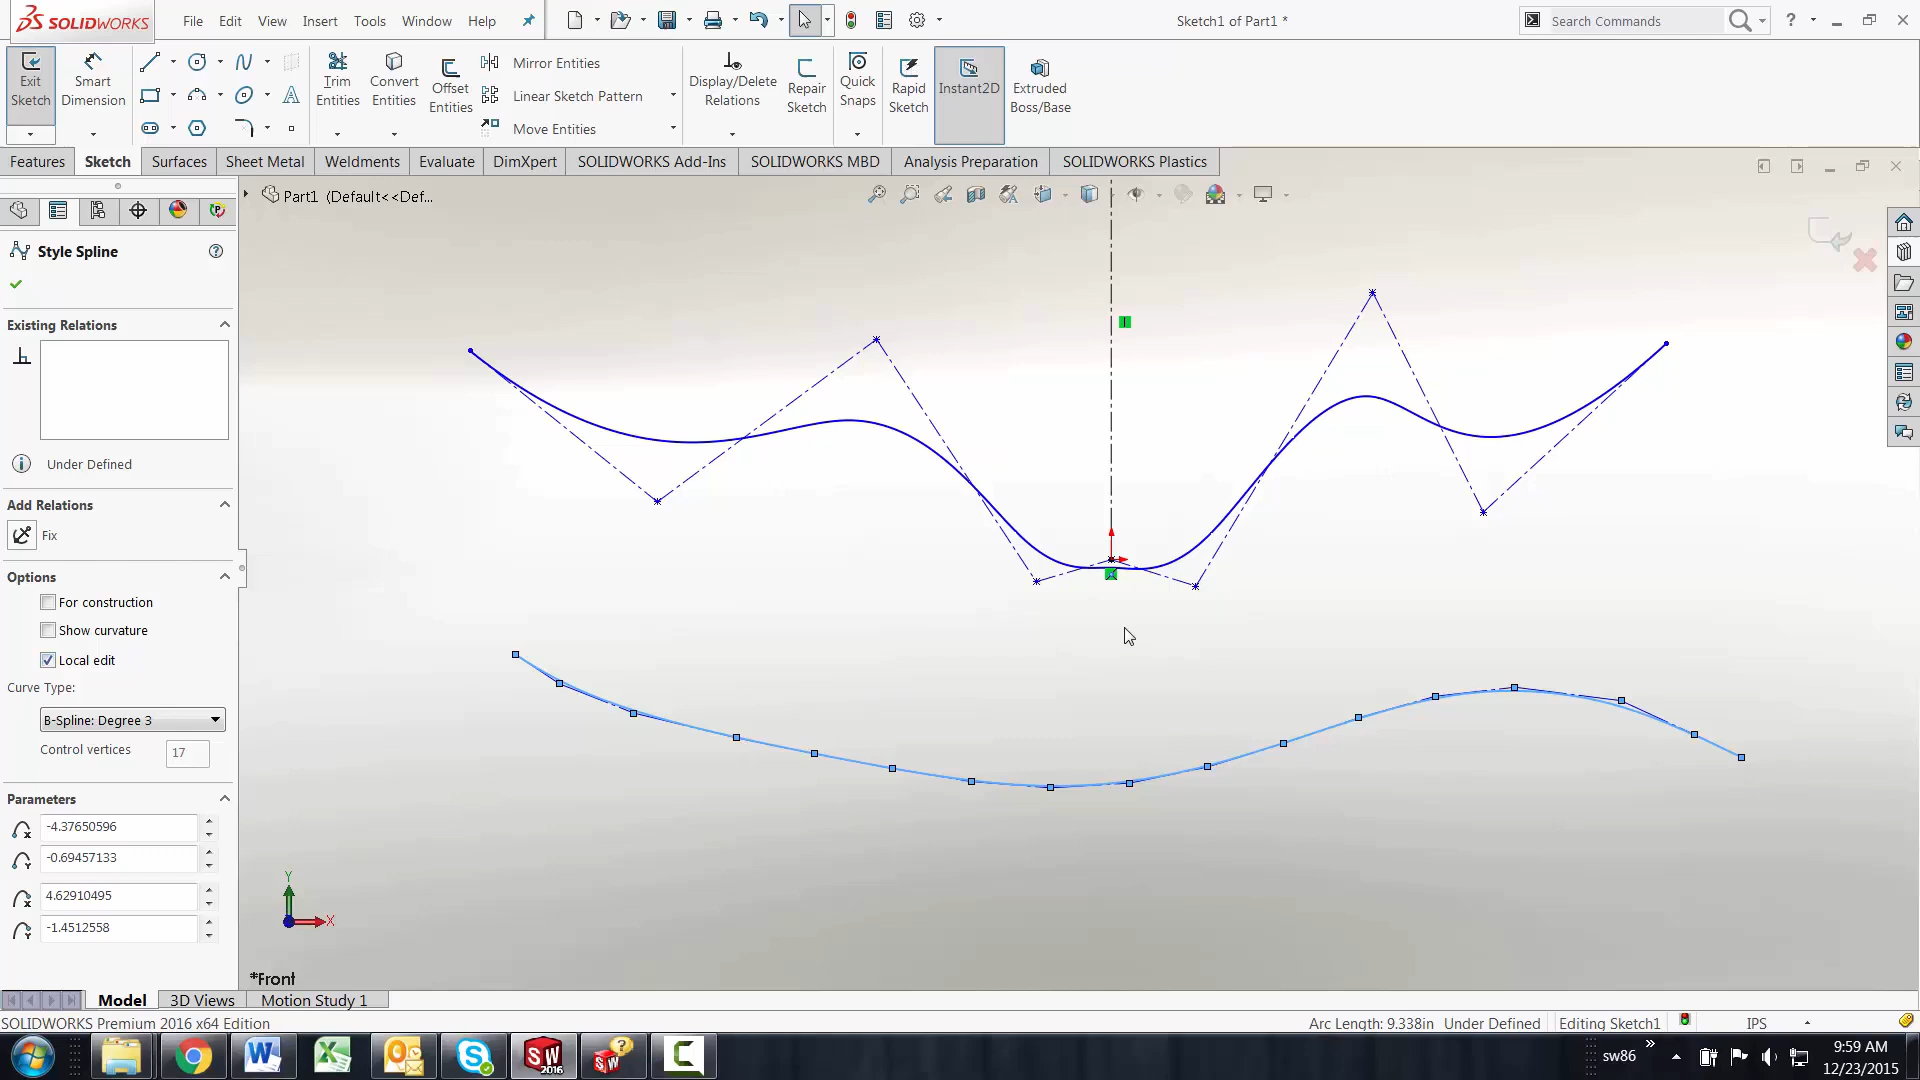 SOLIDWORKS
File Edit View Insert Tools Window Help
Sketch1 of Part1 *
Search Commands
?
Exit Sketch
Smart Dimension
Trim Entities
Convert Entities
Offset Entities
Mirror Entities
Linear Sketch Pattern
Move Entities
Display/Delete Relations
Repair Sketch
Quick Snaps
Rapid Sketch
Instant2D
Extruded Boss/Base
Features Sketch Surfaces Sheet Metal Weldments Evaluate DimXpert SOLIDWORKS Add-Ins SOLIDWORKS MBD Analysis Preparation SOLIDWORKS Plastics
Part1 (Default<<Def...
Style Spline
Existing Relations
Under Defined
Add Relations
Fix
Options
For construction
Show curvature
Local edit
Curve Type:
B-Spline: Degree 3
Control vertices 17
Parameters
-4.37650596
-0.69457133
4.62910495
-1.4512558
Y
X
*Front
Model 3D Views Motion Study 1
SOLIDWORKS Premium 2016 x64 Edition
Arc Length: 9.338in Under Defined Editing Sketch1 IPS
SW 2016
sw86
9:59 AM
12/23/2015